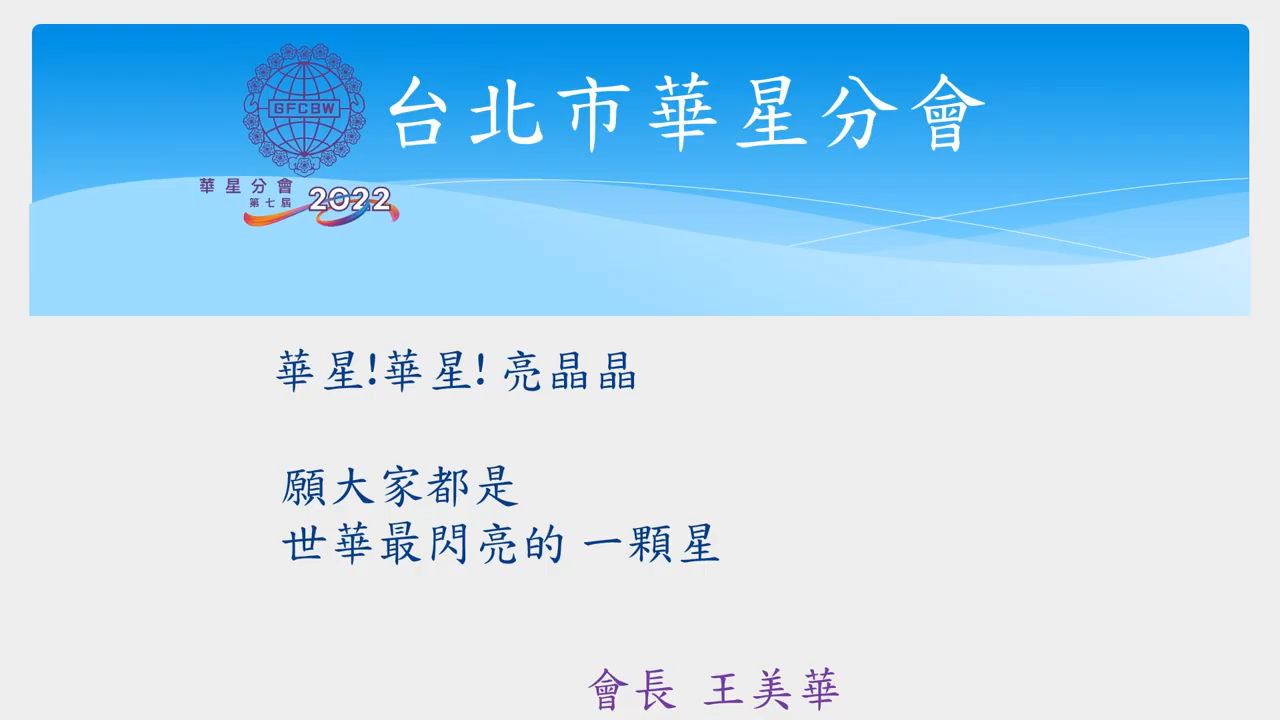 GFCBW
台北市華星分會
華星分會
第七屆
2022
華星!華星! 亮晶晶
願大家都是
世華最閃亮的 一顆星
會長 王美華